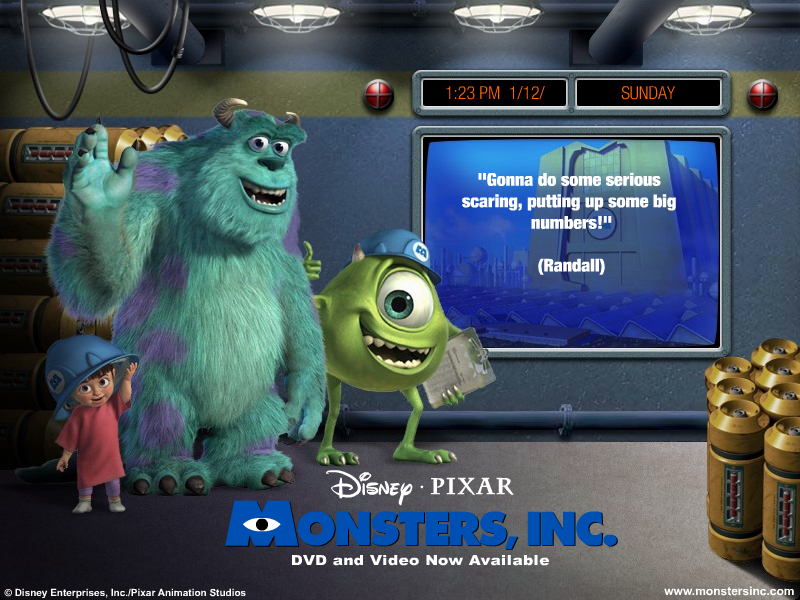 1:23 PM 1/12/ SUNDAY
"Gonna do some serious
scaring, putting up some big
numbers!"
(Randall)
Disney · PIXAR
MONSTERS, INC.
DVD and Video Now Available
© Disney Enterprises, Inc./Pixar Animation Studios
www.monstersinc.com